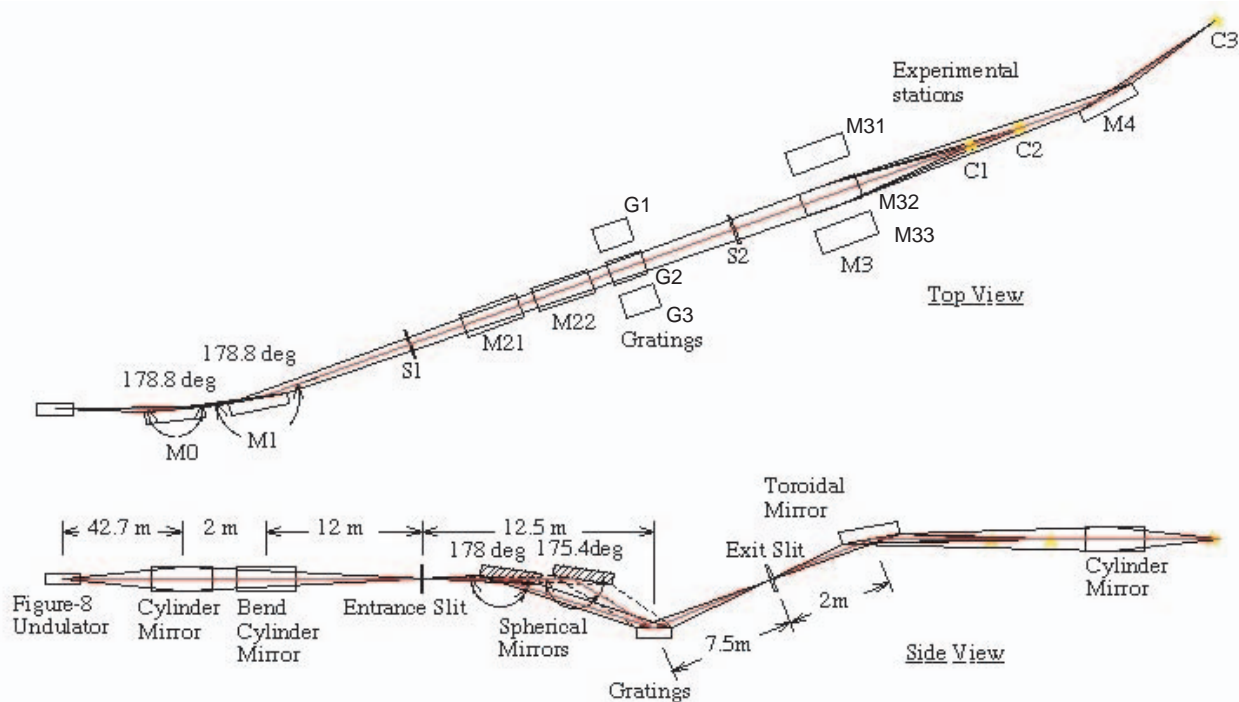 C3
Experimental
stations
M4
M31
C2
C1
M32
M33
M3
G1
S2
G2
G3
Gratings
Top View
M22
M21
S1
178.8 deg
178.8 deg
M0
M1
Toroidal
Mirror
42.7 m
2 m
12 m
12.5 m
178 deg
175.4deg
Exit Slit
2m
7.5m
Figure-8
Undulator
Cylinder
Mirror
Bend
Cylinder
Mirror
Entrance Slit
Spherical
Mirrors
Gratings
Cylinder
Mirror
Side View